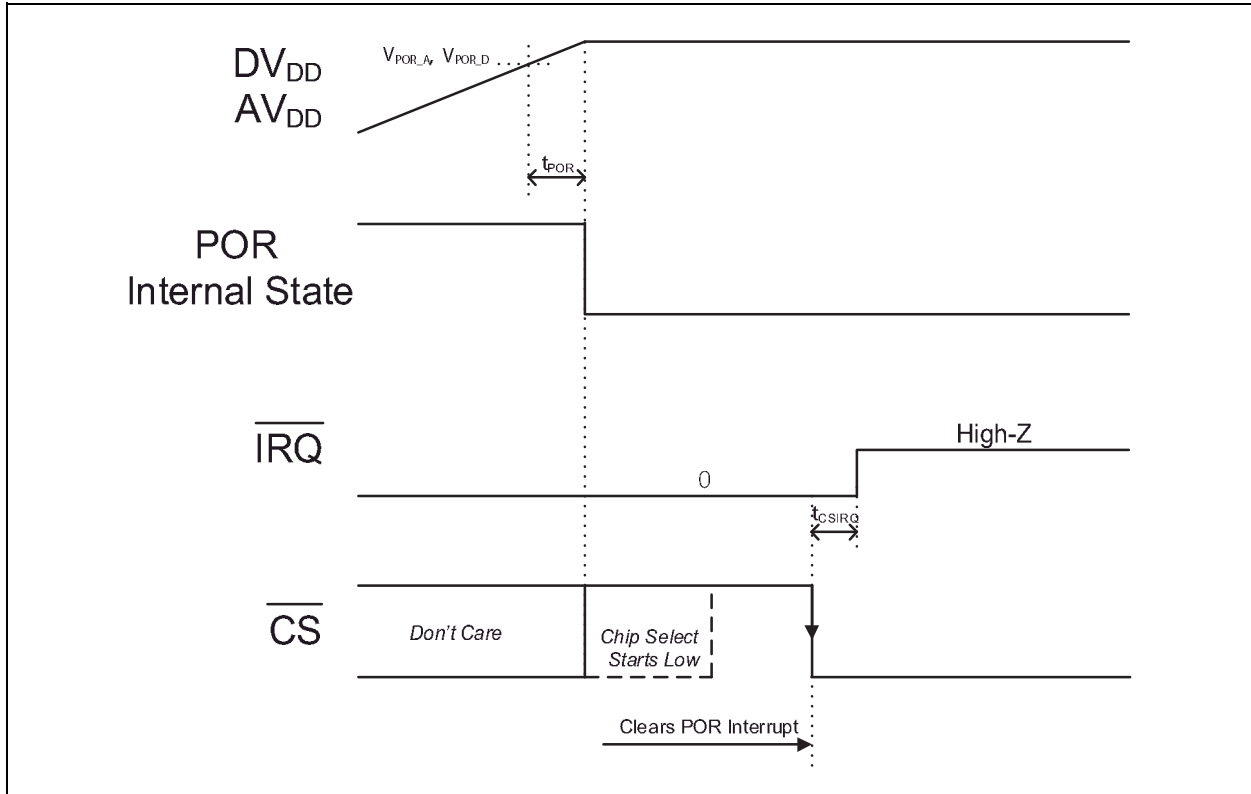 DVDD
AVDD
VPOR_A, VPOR_D
tPOR
POR
Internal State
IRQ
High-Z
0
tCSIRQ
CS
Don't Care
Chip Select
Starts Low
Clears POR Interrupt